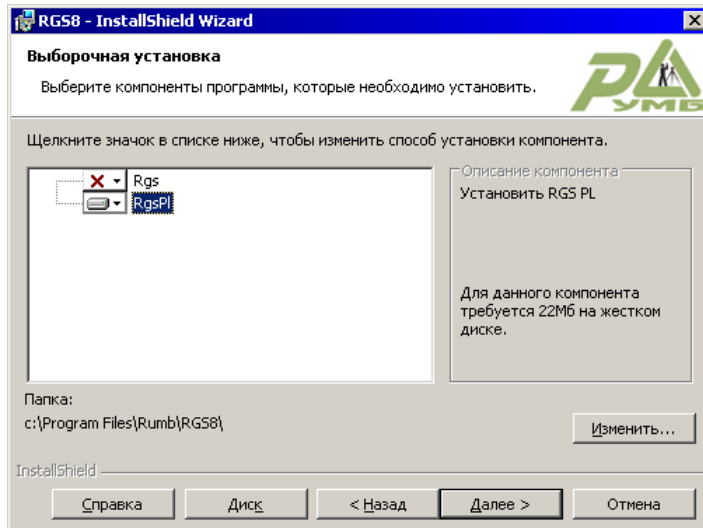 RGS8 - InstallShield Wizard
Выборочная установка
Выберите компоненты программы, которые необходимо установить.
РД
УМБ
Щелкните значок в списке ниже, чтобы изменить способ установки компонента.
Rgs
RgsPl
Описание компонента
Установить RGS PL
Для данного компонента
требуется 22Мб на жестком
диске.
Папка:
c:\Program Files\Rumb\RGS8\
Изменить...
InstallShield
Справка
Диск
< Назад
Далее >
Отмена